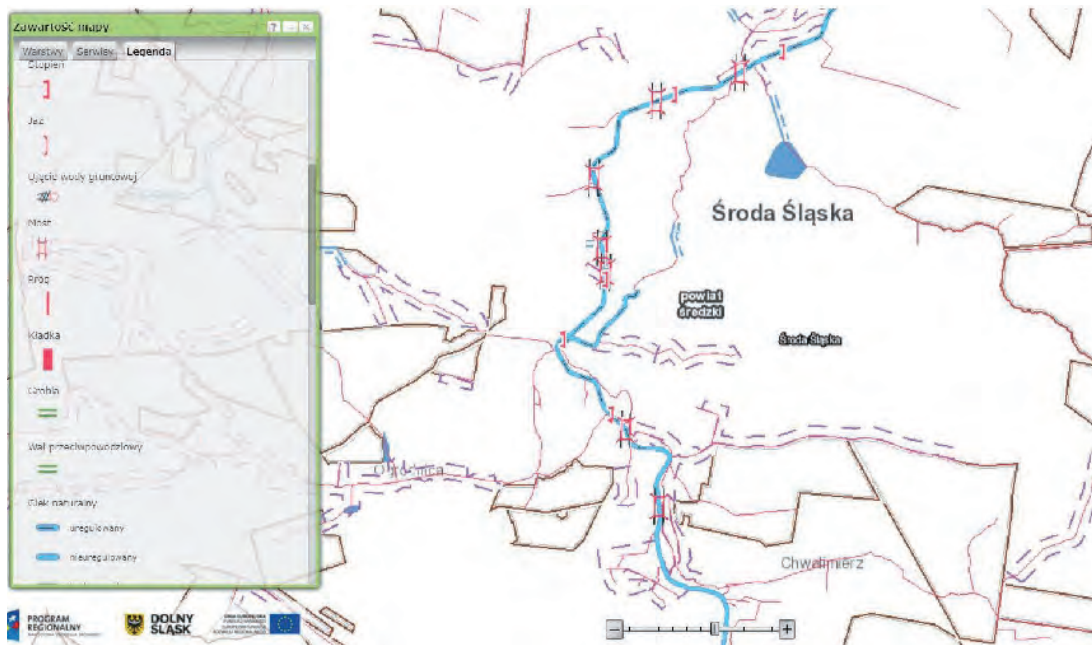 Zawartość mapy
Warstwy Serwisy Legenda
Stopień
Jaz
Ujęcie wody gruntowej
Most
Próg
Kładka
Grobla
Wał przeciwpowodziowy
Ciek naturalny
uregulowany
nieuregulowany
Środa Śląska
powiat
średzki
Środa Śląska
Chwalimierz
PROGRAM
REGIONALNY
DOLNY
ŚLĄSK